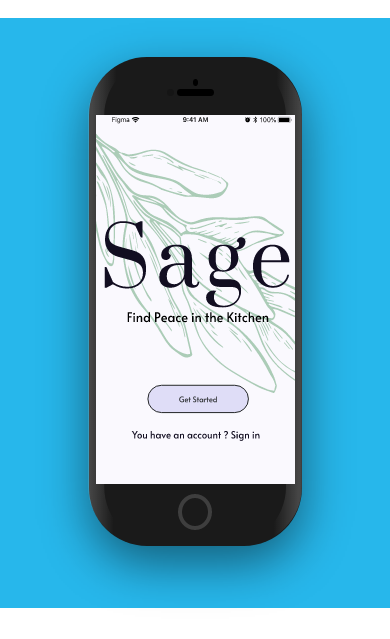 Figma 9:41 AM 100%
Sage
Find Peace in the Kitchen
Get Started
You have an account ? Sign in